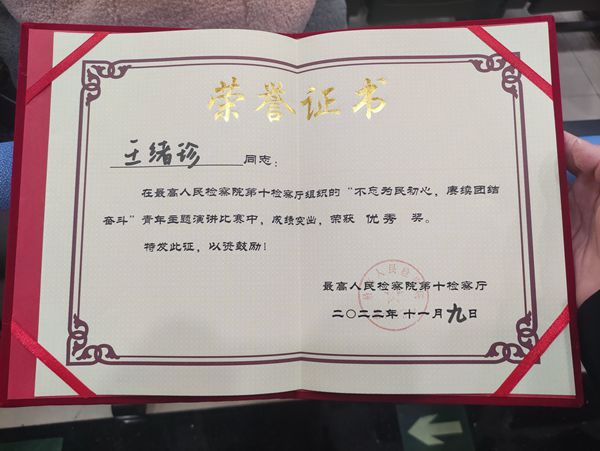 荣誉证书
王绪珍 同志：
在最高人民检察院第十检察厅组织的“不忘为民初心，赓续团结
奋斗”青年主题演讲比赛中，成绩突出，荣获 优秀 奖。
特发此证，以资鼓励！
最高人民检察院第十检察厅
二〇二二年十一月九日